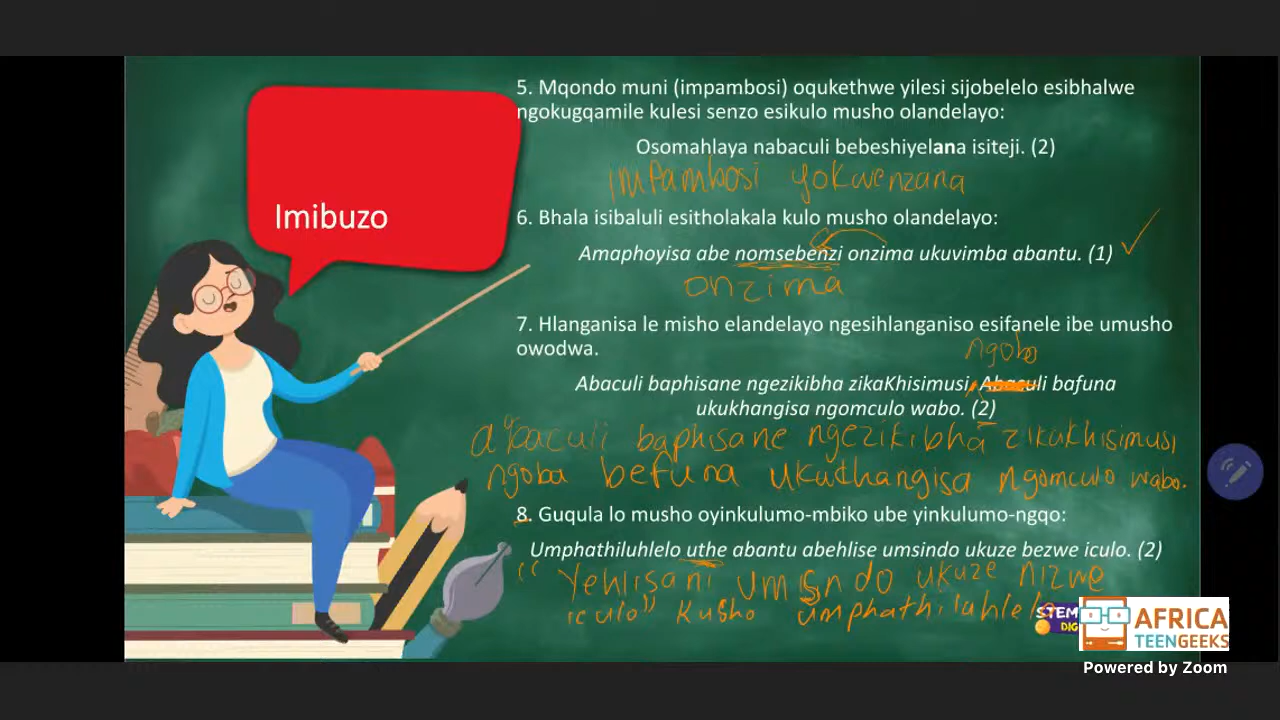 Imibuzo
5. Mqondo muni (impambosi) oqukethwe yilesi sijobelelo esibhalwe
ngokugqamile kulesi senzo esikulo musho olandelayo:
Osomahlaya nabaculi bebeshiyelana isiteji. (2)
impambosi yokwenzana
6. Bhala isibaluli esitholakala kulo musho olandelayo:
Amaphoyisa abe nomsebenzi onzima ukuvimba abantu. (1)
onzima
7. Hlanganisa le misho elandelayo ngesihlanganiso esifanele ibe umusho
owodwa.
ngoba
Abaculi baphisane ngezikibha zikaKhisimusi. Abaculi bafuna
ukukhangisa ngomculo wabo. (2)
abaculi baphisane ngezikibha zikakhisimusi
ngoba befuna ukukhangisa ngomculo wabo.
8. Guqula lo musho oyinkulumo-mbiko ube yinkulumo-ngqo:
Umphathiluhlelo uthe abantu abehlise umsindo ukuze bezwe iculo. (2)
“Yehlisani umsindo ukuze nizwe
iculo” kusho umphathiluhlelo
STEM
DIG
AFRICA
TEENGEEKS
Powered by Zoom